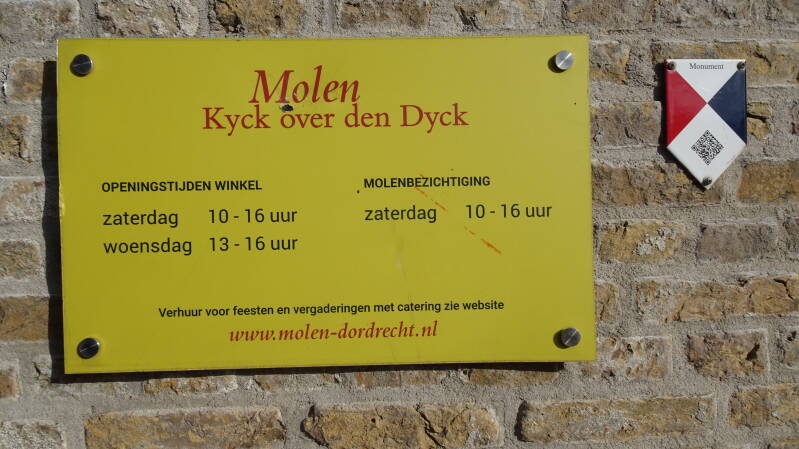 Molen
Kyck over den Dyck
OPENINGSTIJDEN WINKEL
zaterdag 10 - 16 uur
woensdag 13 - 16 uur
MOLENBEZICHTIGING
zaterdag 10 - 16 uur
Verhuur voor feesten en vergaderingen met catering zie website
www.molen-dordrecht.nl
Monument